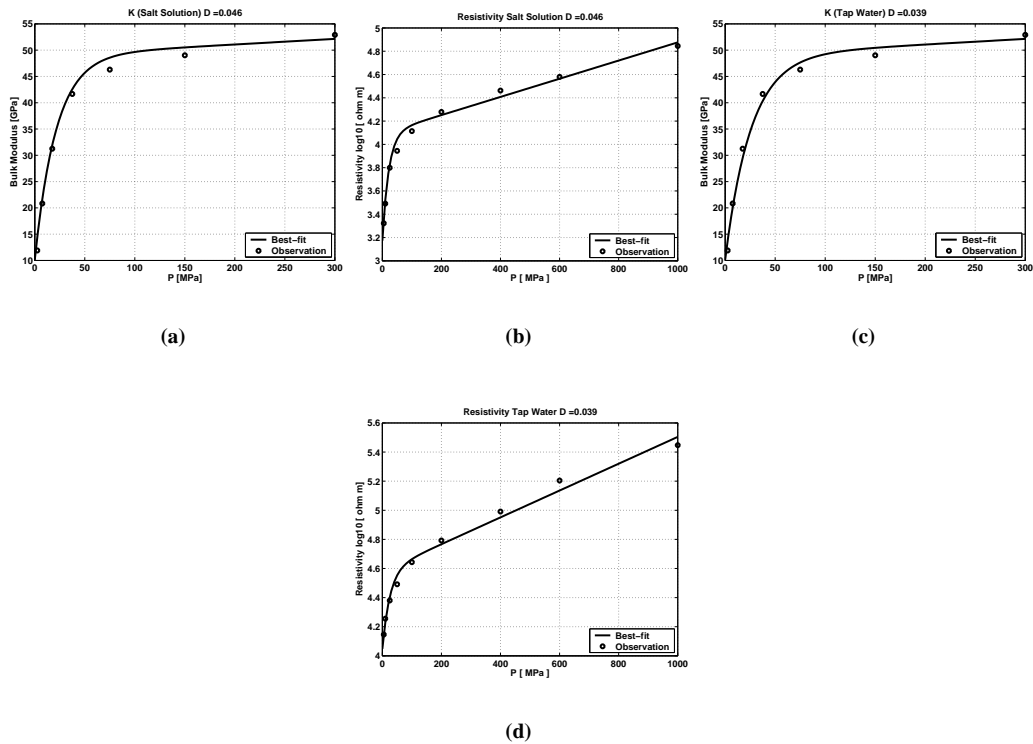 K (Salt Solution) D =0.046
55
50
45
40
35
30
25
20
15
10
Bulk Modulus [GPa]
0
50
100
150
200
250
300
P [MPa]
Best−fit
Observation
(a)
Resistivity Salt Solution D =0.046
5
4.8
4.6
4.4
4.2
4
3.8
3.6
3.4
3.2
3
Resistivity log10 [ ohm m]
0
200
400
600
800
1000
P [ MPa ]
Best−fit
Observation
(b)
K (Tap Water) D =0.039
55
50
45
40
35
30
25
20
15
10
Bulk Modulus [GPa]
0
50
100
150
200
250
300
P [MPa]
Best−fit
Observation
(c)
Resistivity Tap Water D =0.039
5.6
5.4
5.2
5
4.8
4.6
4.4
4.2
4
Resistivity log10 [ ohm m]
0
200
400
600
800
1000
P [ MPa ]
Best−fit
Observation
(d)